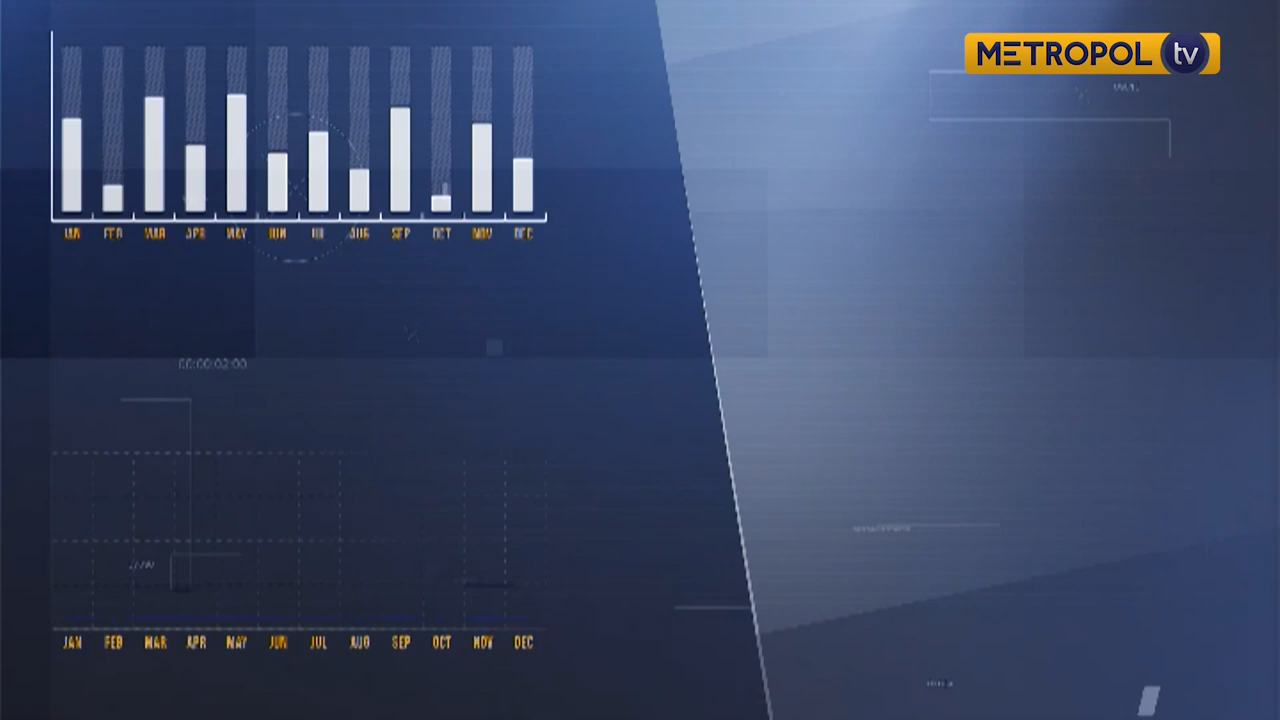 METROPOL tv
JAN FEB MAR APR MAY JUN JUL AUG SEP OCT NOV DEC
00:00:02:00
JAN FEB MAR APR MAY JUN JUL AUG SEP OCT NOV DEC